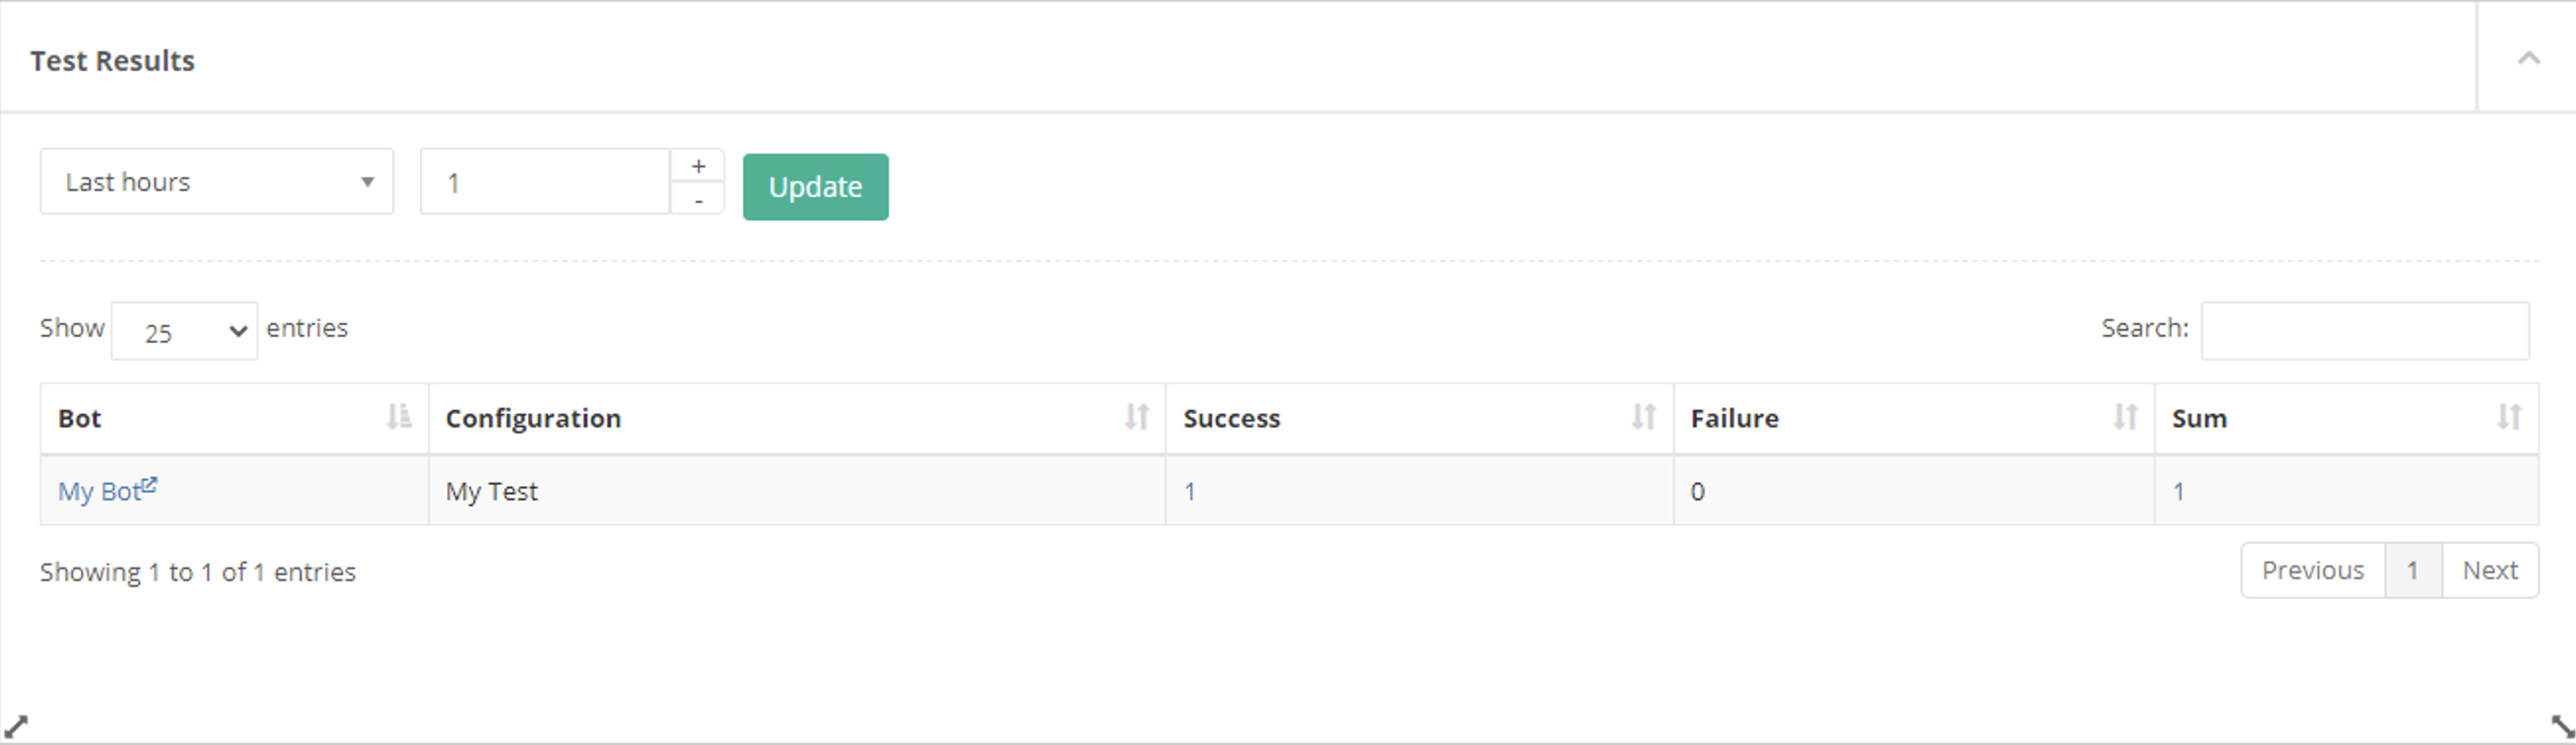 Test Results
Last hours 1 + - Update
Show 25 entries Search:
Bot Configuration Success Failure Sum
My Bot My Test 1 0 1
Showing 1 to 1 of 1 entries Previous 1 Next